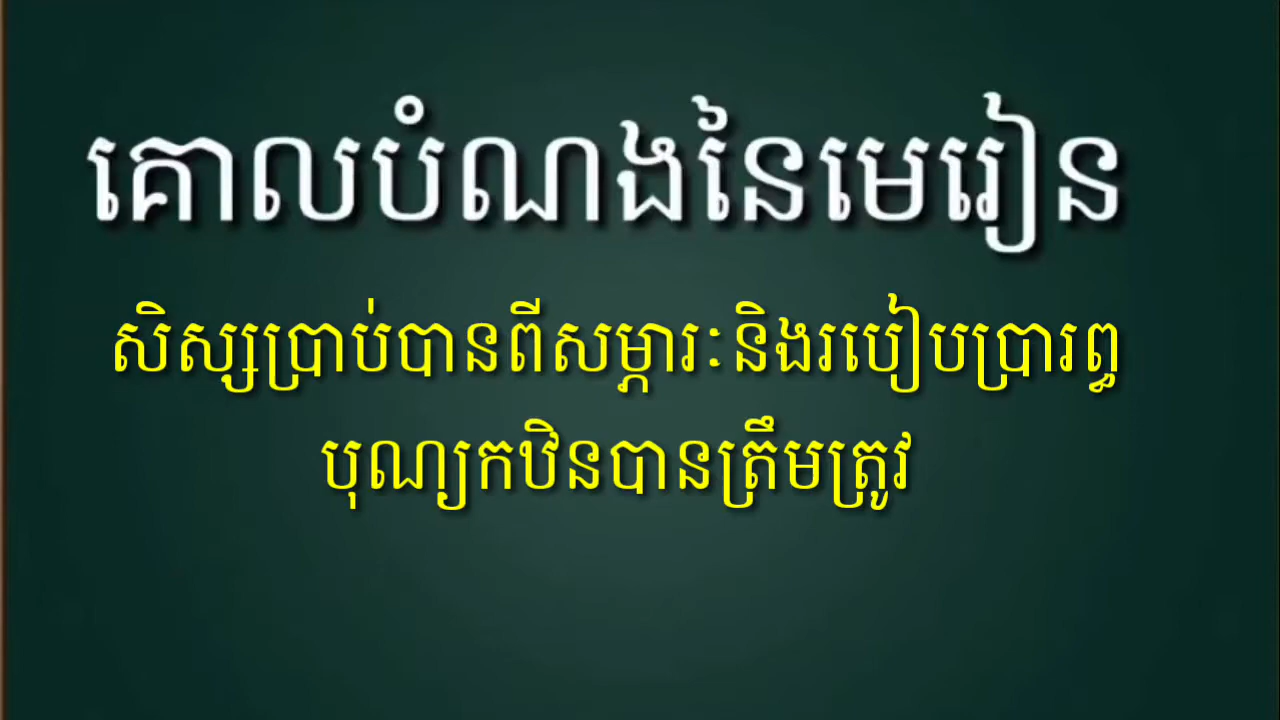 គោលបំណងនៃមេរៀន
សិស្សប្រាប់បានពីសម្ភារៈនិងរបៀបប្រារព្ធ
បុណ្យកឋិនបានត្រឹមត្រូវ